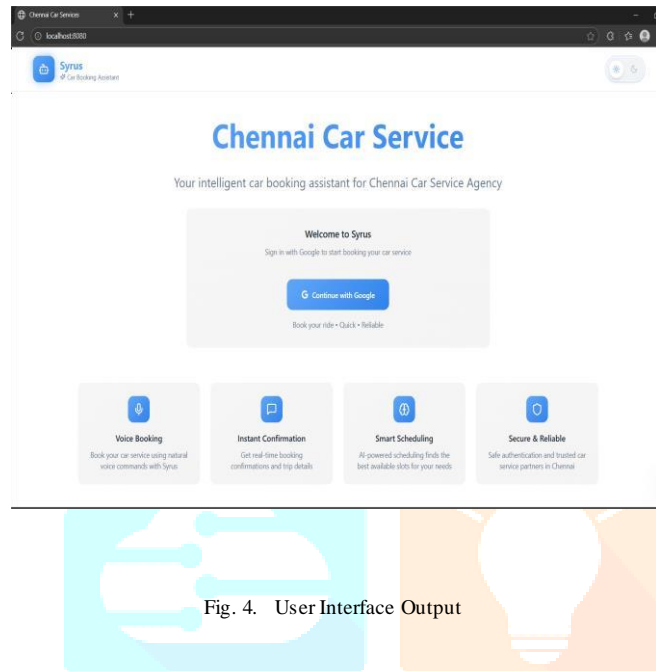 Chennai Car Services
localhost:8080
Syrus
Car Booking Assistant
Chennai Car Service
Your intelligent car booking assistant for Chennai Car Service Agency
Welcome to Syrus
Sign in with Google to start booking your car service
G Continue with Google
Book your ride • Quick • Reliable
Voice Booking
Book your car service using natural
voice commands with Syrus
Instant Confirmation
Get real-time booking
confirmations and trip details
Smart Scheduling
AI-powered scheduling finds the
best available slots for your needs
Secure & Reliable
Safe authentication and trusted car
service partners in Chennai
Fig. 4. User Interface Output